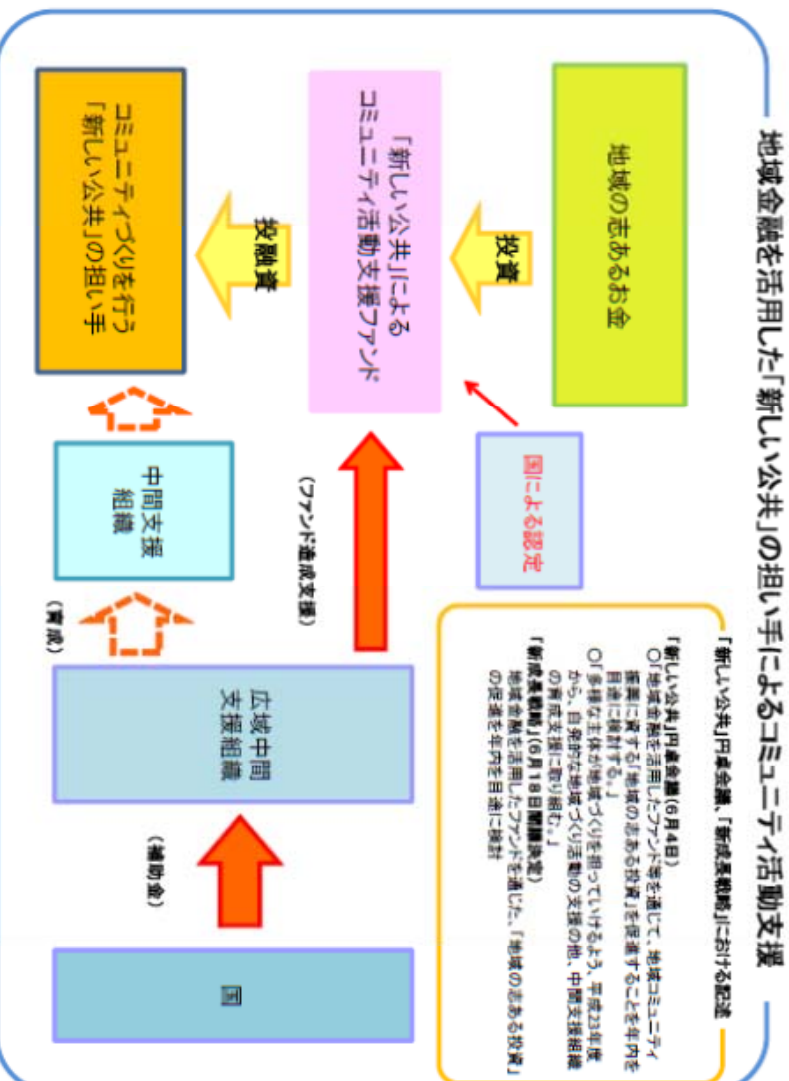 地域金融を活用した「新しい公共」の担い手によるコミュニティ活動支援
地域の志あるお金
投資
「新しい公共」による
コミュニティ活動支援ファンド
投融資
コミュニティづくりを行う
「新しい公共」の担い手
国による認定
(ファンド造成支援)
中間支援
組織
(育成)
広域中間
支援組織
(補助金)
国
「新しい公共」円卓会議、「新成長戦略」における記述
「新しい公共」円卓会議(6月4日)
○「地域金融を活用したファンド等を通じて、地域コミュニティ
振興に資する「地域の志ある投資」を促進することを年内を
目途に検討する。」
○「多様な主体が地域づくりを担っていけるよう、平成23年度
から、自発的な地域づくり活動の支援の他、中間支援組織
の育成支援に取り組む。」
「新成長戦略」(6月18日閣議決定)
地域金融を活用したファンドを通じた、「地域の志ある投資」
の促進を年内を目途に検討